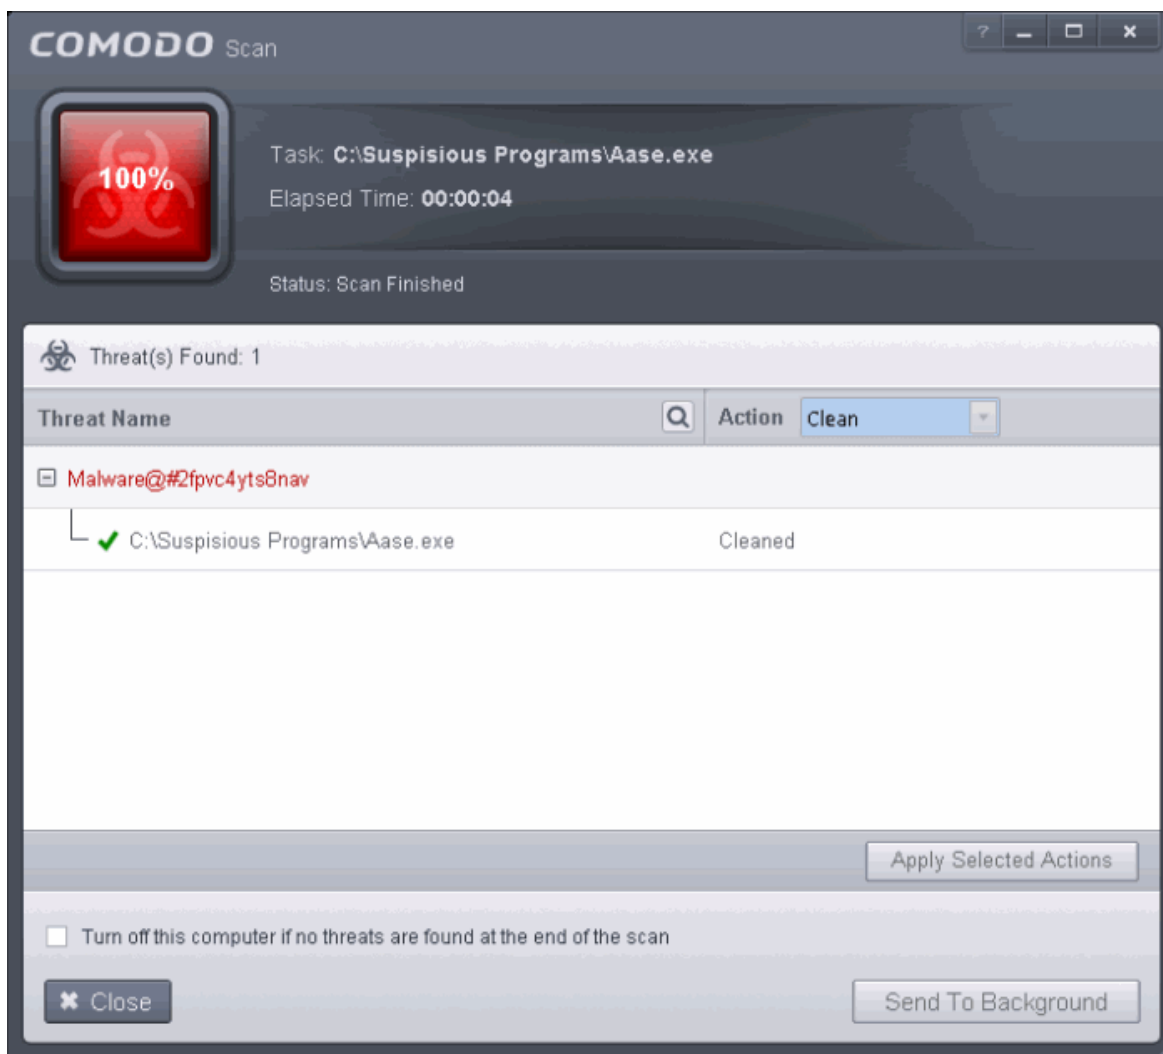 COMODO Scan
?
100%
Task: C:\Suspisious Programs\Aase.exe
Elapsed Time: 00:00:04
Status: Scan Finished
Threat(s) Found: 1
Threat Name Action Clean
Malware@#2fpvc4yts8nav
C:\Suspisious Programs\Aase.exe Cleaned
Apply Selected Actions
Turn off this computer if no threats are found at the end of the scan
Close Send To Background